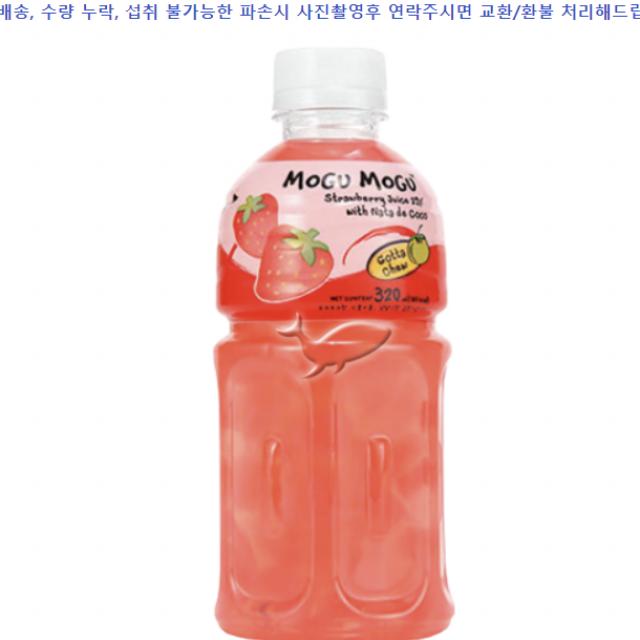 배송, 수량 누락, 섭취 불가능한 파손시 사진촬영후 연락주시면 교환/환불 처리해드립
MOGU MOGU
Strawberry Juice
with Nata de Coco
Gotta
Chew
NET CONTENT 320